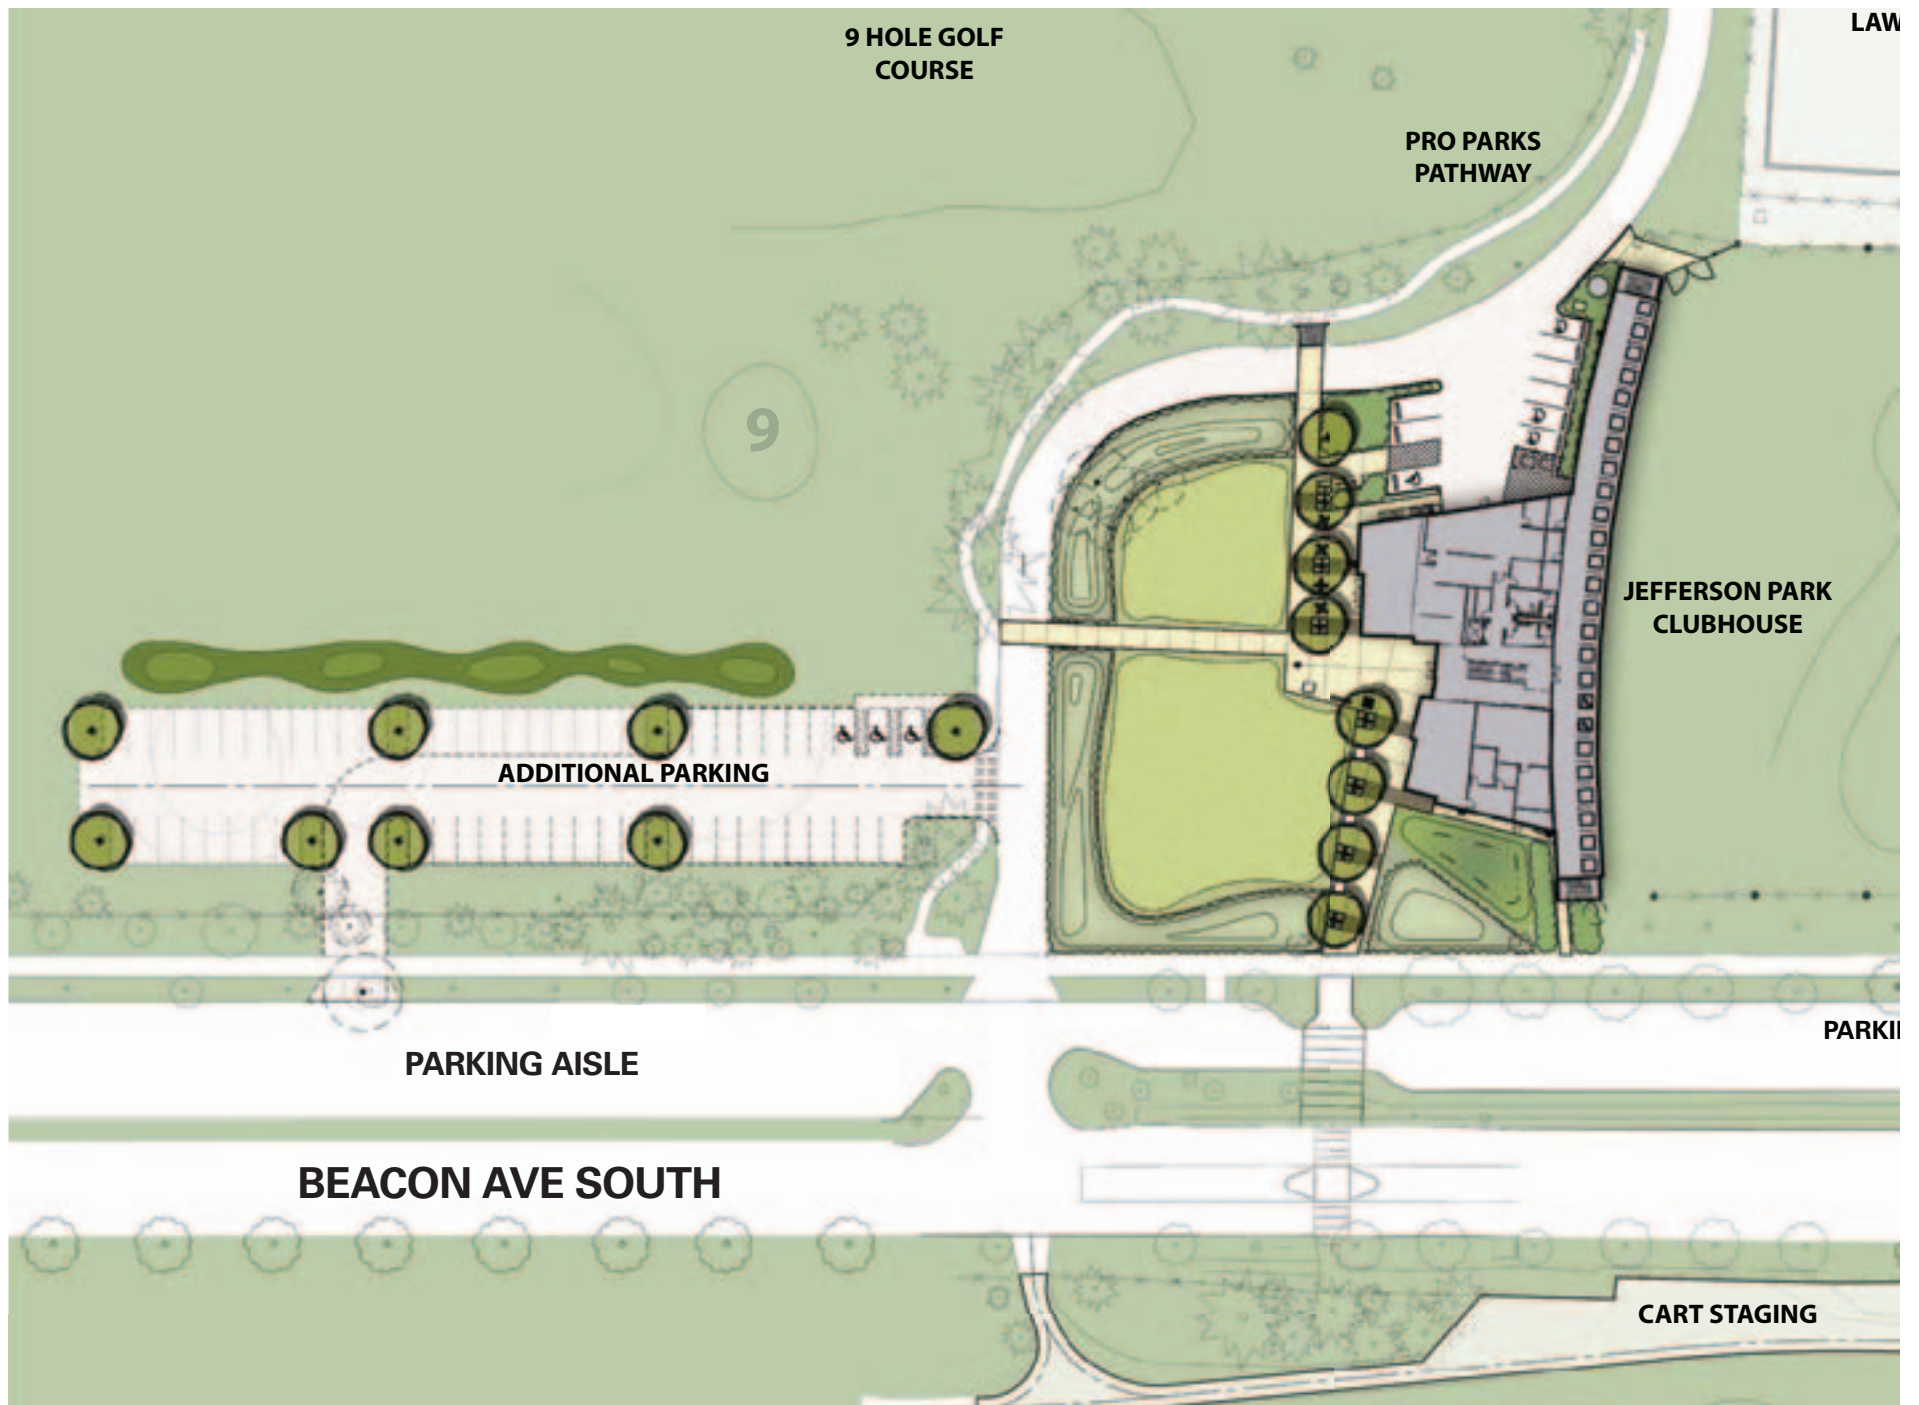 9 HOLE GOLF
COURSE
LAW
PRO PARKS
PATHWAY
9
JEFFERSON PARK
CLUBHOUSE
ADDITIONAL PARKING
PARKI
PARKING AISLE
BEACON AVE SOUTH
CART STAGING